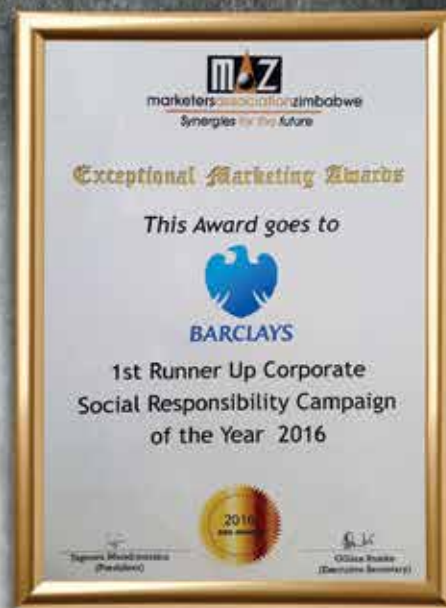 MAZ
marketersassociationzimbabwe
Synergies for the future
Exceptional Marketing Awards
This Award goes to
BARCLAYS
1st Runner Up Corporate
Social Responsibility Campaign
of the Year 2016
2016
(President)
(Executive Secretary)